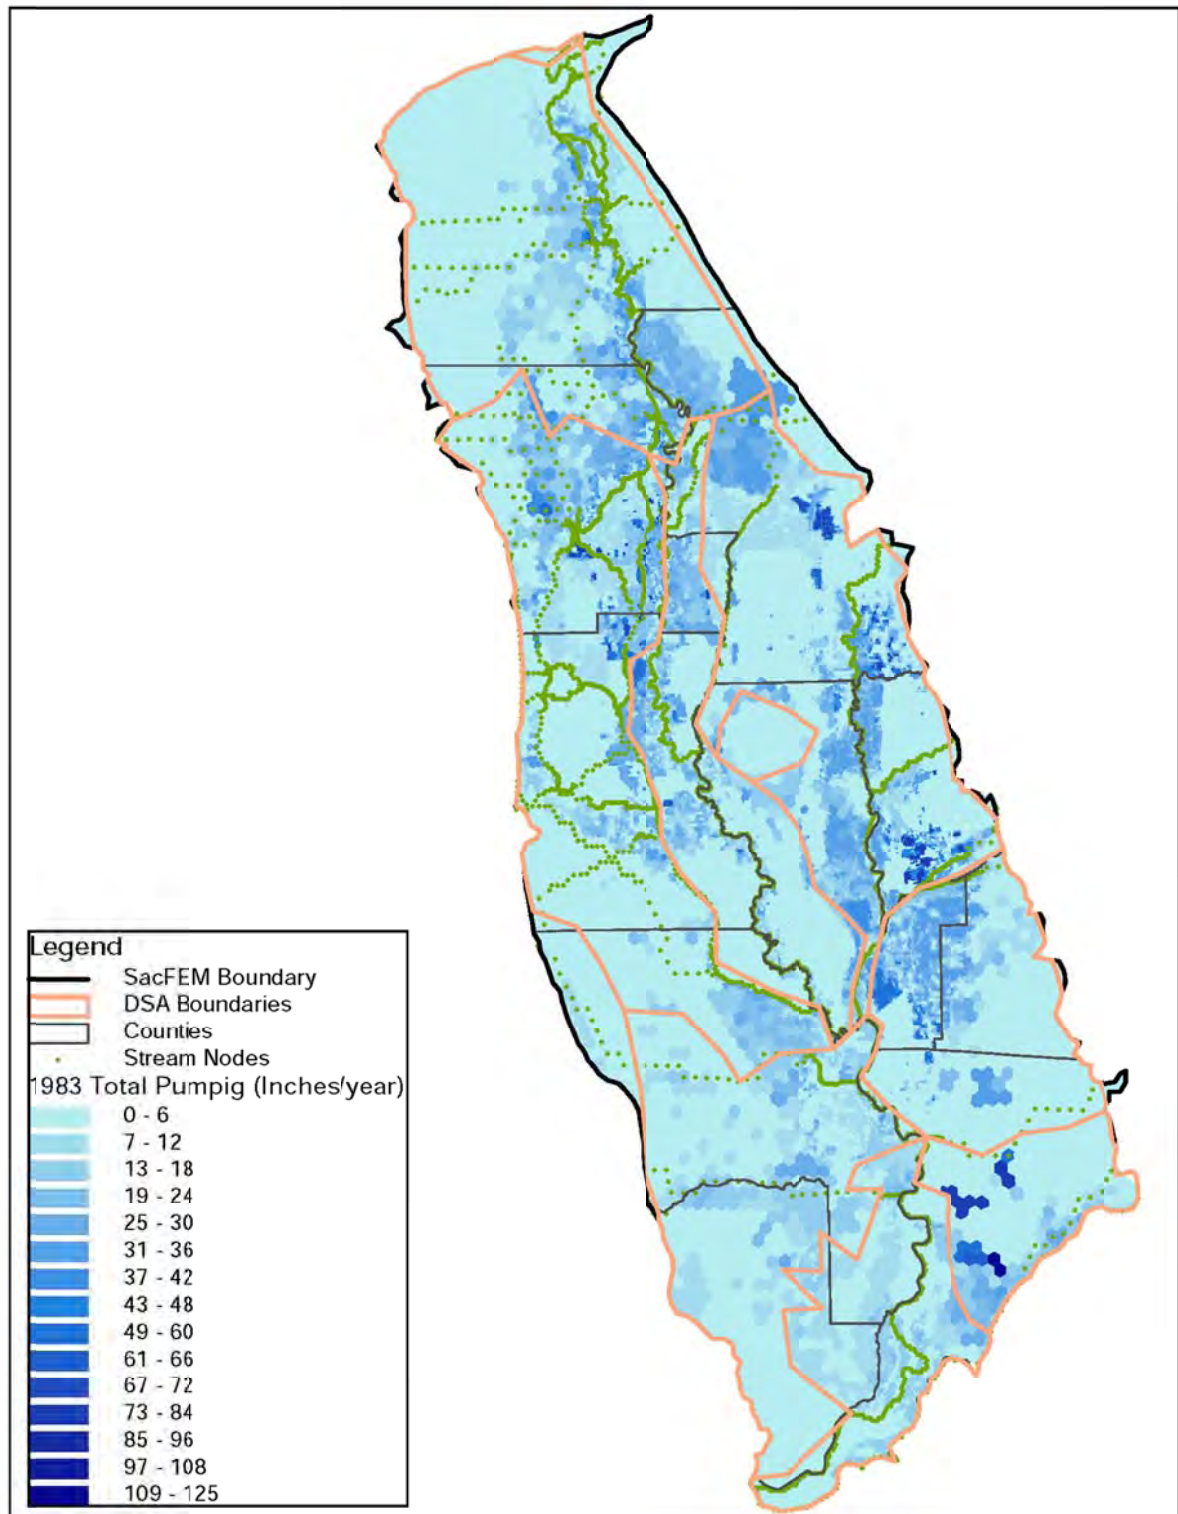 Legend
SacFEM Boundary
DSA Boundaries
Counties
Stream Nodes
1983 Total Pumpig (Inches/year)
0 - 6
7 - 12
13 - 18
19 - 24
25 - 30
31 - 36
37 - 42
43 - 48
49 - 60
61 - 66
67 - 72
73 - 84
85 - 96
97 - 108
109 - 125